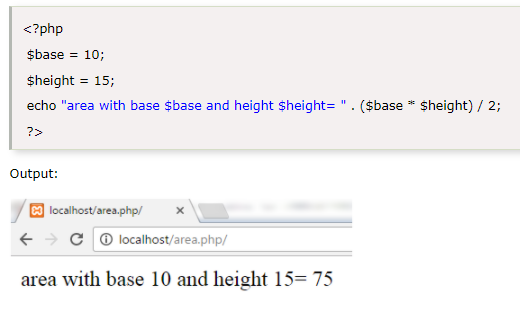 <?php
$base = 10;
$height = 15;
echo "area with base $base and height $height= " . ($base * $height) / 2;
?>
Output:
localhost/area.php/ ×
localhost/area.php/
area with base 10 and height 15= 75